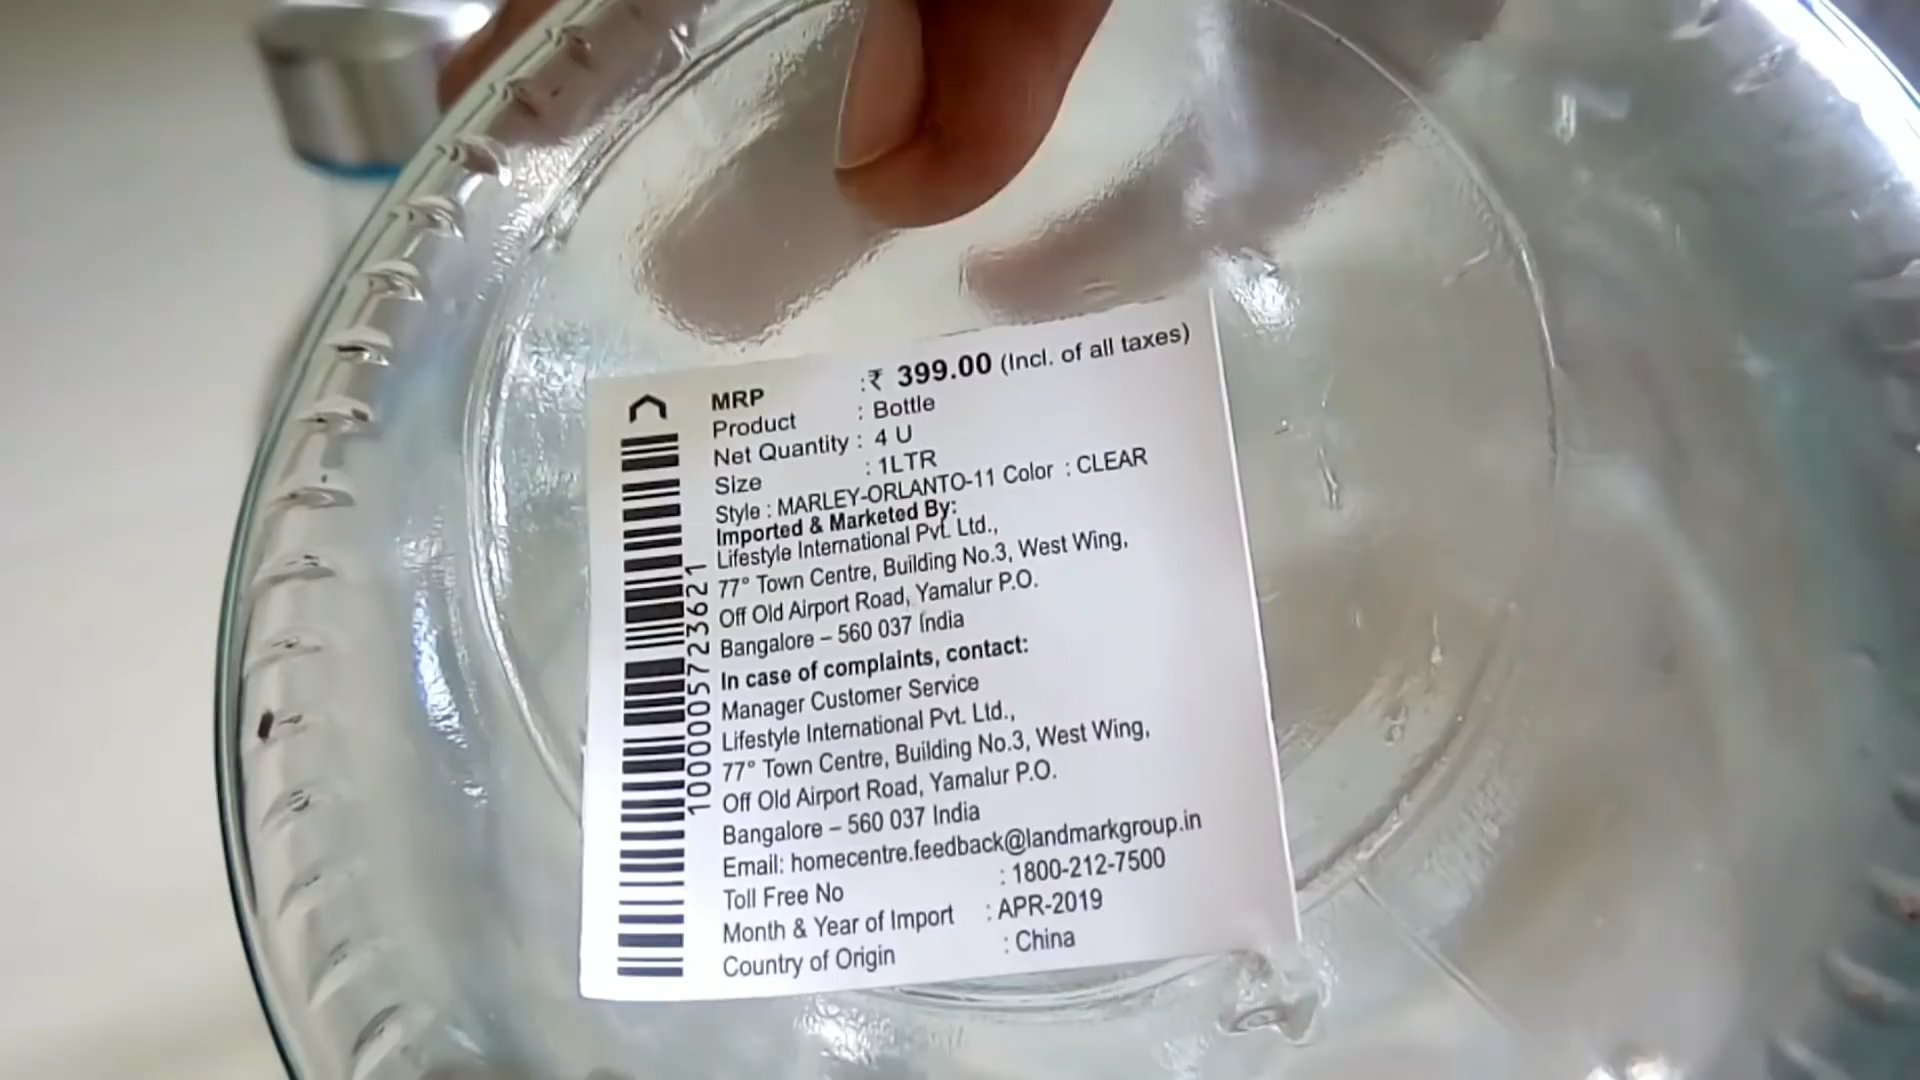 MRP :₹ 399.00 (Incl. of all taxes)
Product : Bottle
Net Quantity : 4 U
Size : 1LTR
Style : MARLEY-ORLANTO-11 Color : CLEAR
Imported & Marketed By:
Lifestyle International Pvt. Ltd.,
77° Town Centre, Building No.3, West Wing,
Off Old Airport Road, Yamalur P.O.
Bangalore – 560 037 India
In case of complaints, contact:
Manager Customer Service
Lifestyle International Pvt. Ltd.,
77° Town Centre, Building No.3, West Wing,
Off Old Airport Road, Yamalur P.O.
Bangalore – 560 037 India
Email: homecentre.feedback@landmarkgroup.in
Toll Free No : 1800-212-7500
Month & Year of Import : APR-2019
Country of Origin : China
1000005723621